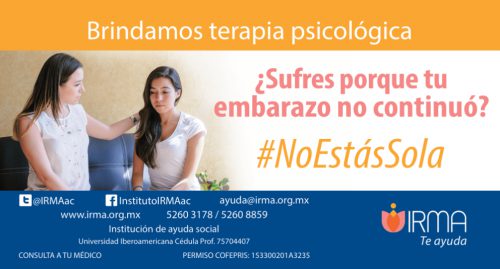 Brindamos terapia psicológica
¿Sufres porque tu
embarazo no continuó?
#NoEstásSola
@IRMAac InstitutoIRMAac ayuda@irma.org.mx
www.irma.org.mx 5260 3178 / 5260 8859
Institución de ayuda social
Universidad Iberoamericana Cédula Prof. 75704407
CONSULTA A TU MÉDICO PERMISO COFEPRIS: 153300201A3235
IRMA
Te ayuda